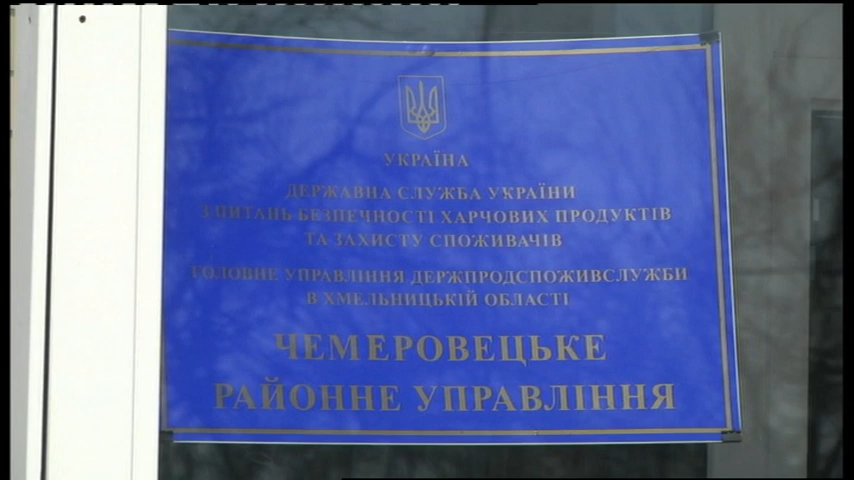 УКРАЇНА
ДЕРЖАВНА СЛУЖБА УКРАЇНИ
З ПИТАНЬ БЕЗПЕЧНОСТІ ХАРЧОВИХ ПРОДУКТІВ
ТА ЗАХИСТУ СПОЖИВАЧІВ
ГОЛОВНЕ УПРАВЛІННЯ ДЕРЖПРОДСПОЖИВСЛУЖБИ
В ХМЕЛЬНИЦЬКІЙ ОБЛАСТІ
ЧЕМЕРОВЕЦЬКЕ
РАЙОННЕ УПРАВЛІННЯ